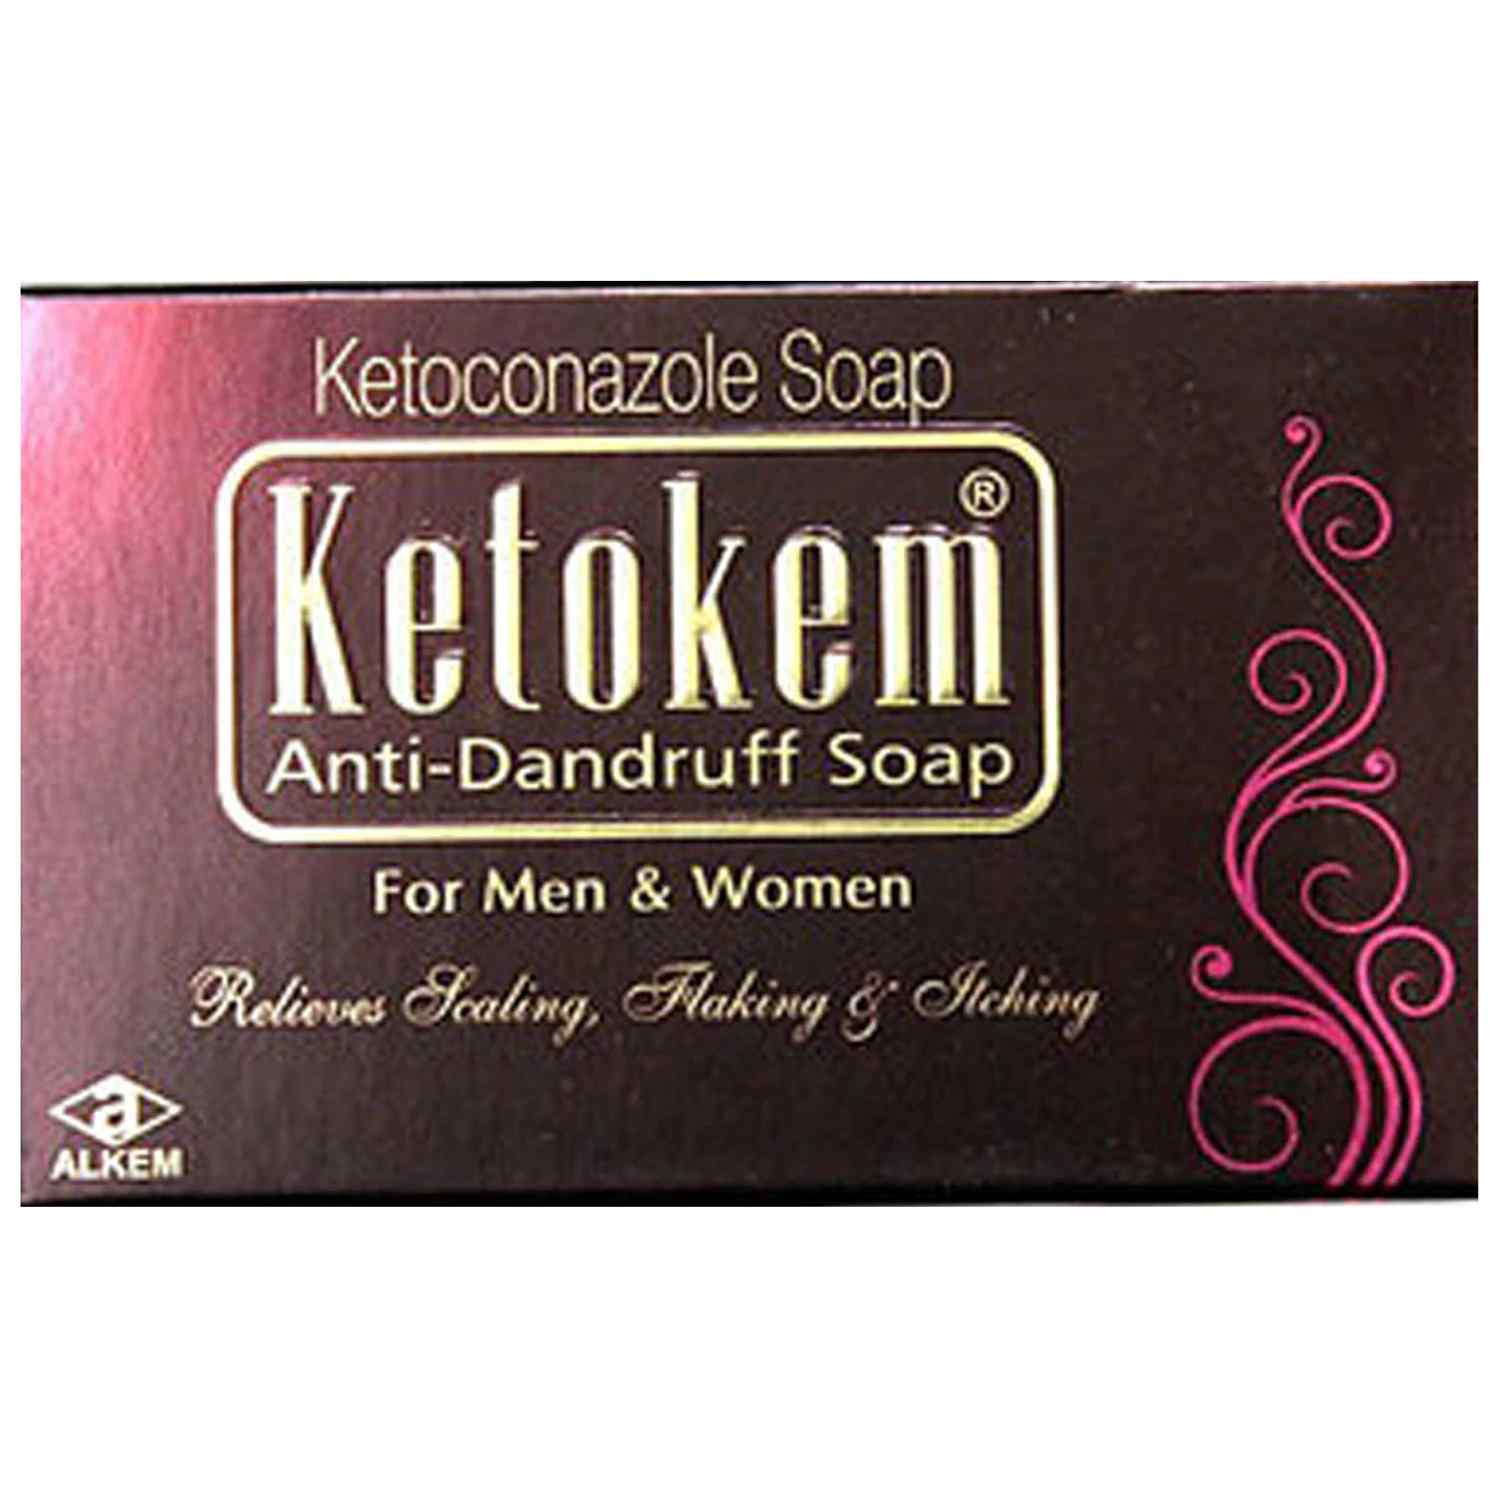 Ketoconazole Soap
Ketokem®
Anti-Dandruff Soap
For Men & Women
Relieves Scaling, Flaking & Itching
a
ALKEM